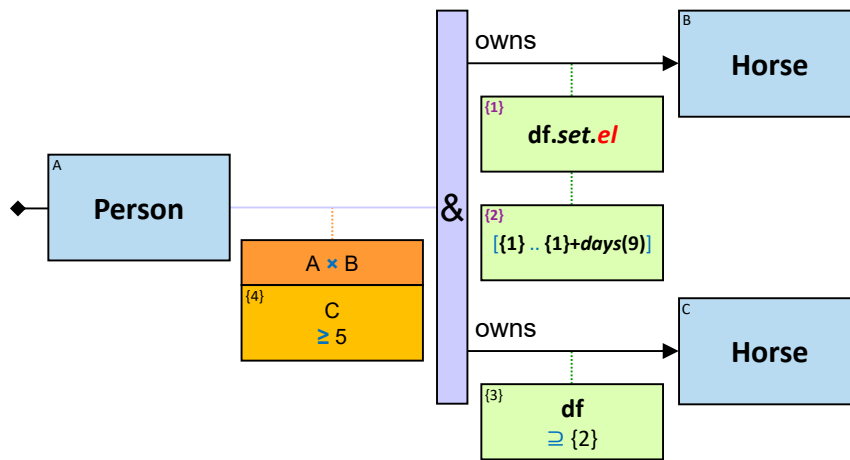 A
Person
A × B
{4}
C
≥ 5
&
owns
B
Horse
{1}
df.set.el
{2}
[{1} .. {1}+days(9)]
owns
C
Horse
{3}
df
⊇ {2}